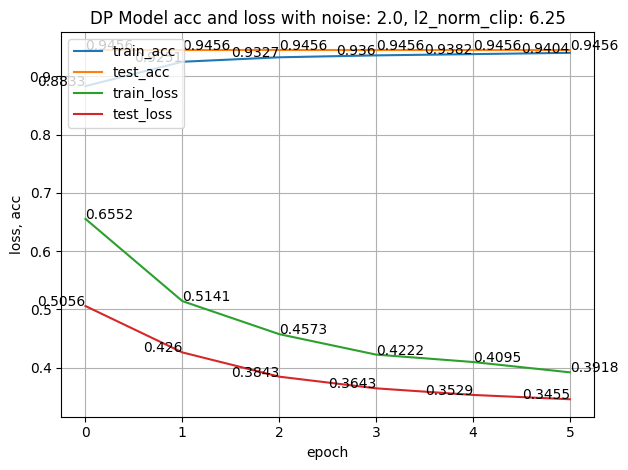 DP Model acc and loss with noise: 2.0, l2_norm_clip: 6.25
0.9456 0.9456 0.9456 0.9456 0.9456 0.9456
0.8833 0.9251 0.9327 0.936 0.9382 0.9404
train_acc
test_acc
train_loss
test_loss
0.6552 0.5141 0.4573 0.4222 0.4095 0.3918
0.5056 0.426 0.3843 0.3643 0.3529 0.3455
0.9
0.8
0.7
0.6
0.5
0.4
loss, acc
0 1 2 3 4 5
epoch